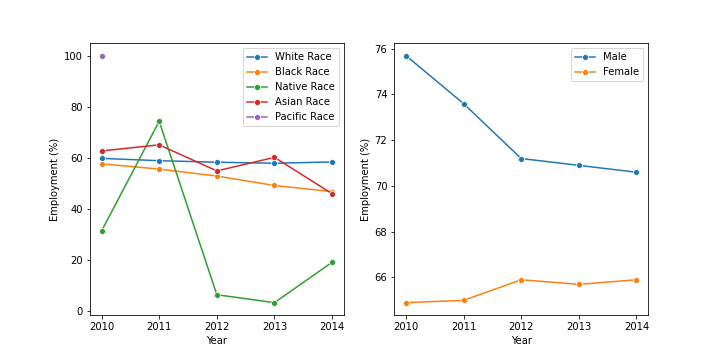 100
80
60
40
20
0
Employment (%)
2010 2011 2012 2013 2014
Year
White Race
Black Race
Native Race
Asian Race
Pacific Race
76
74
72
70
68
66
Employment (%)
2010 2011 2012 2013 2014
Year
Male
Female